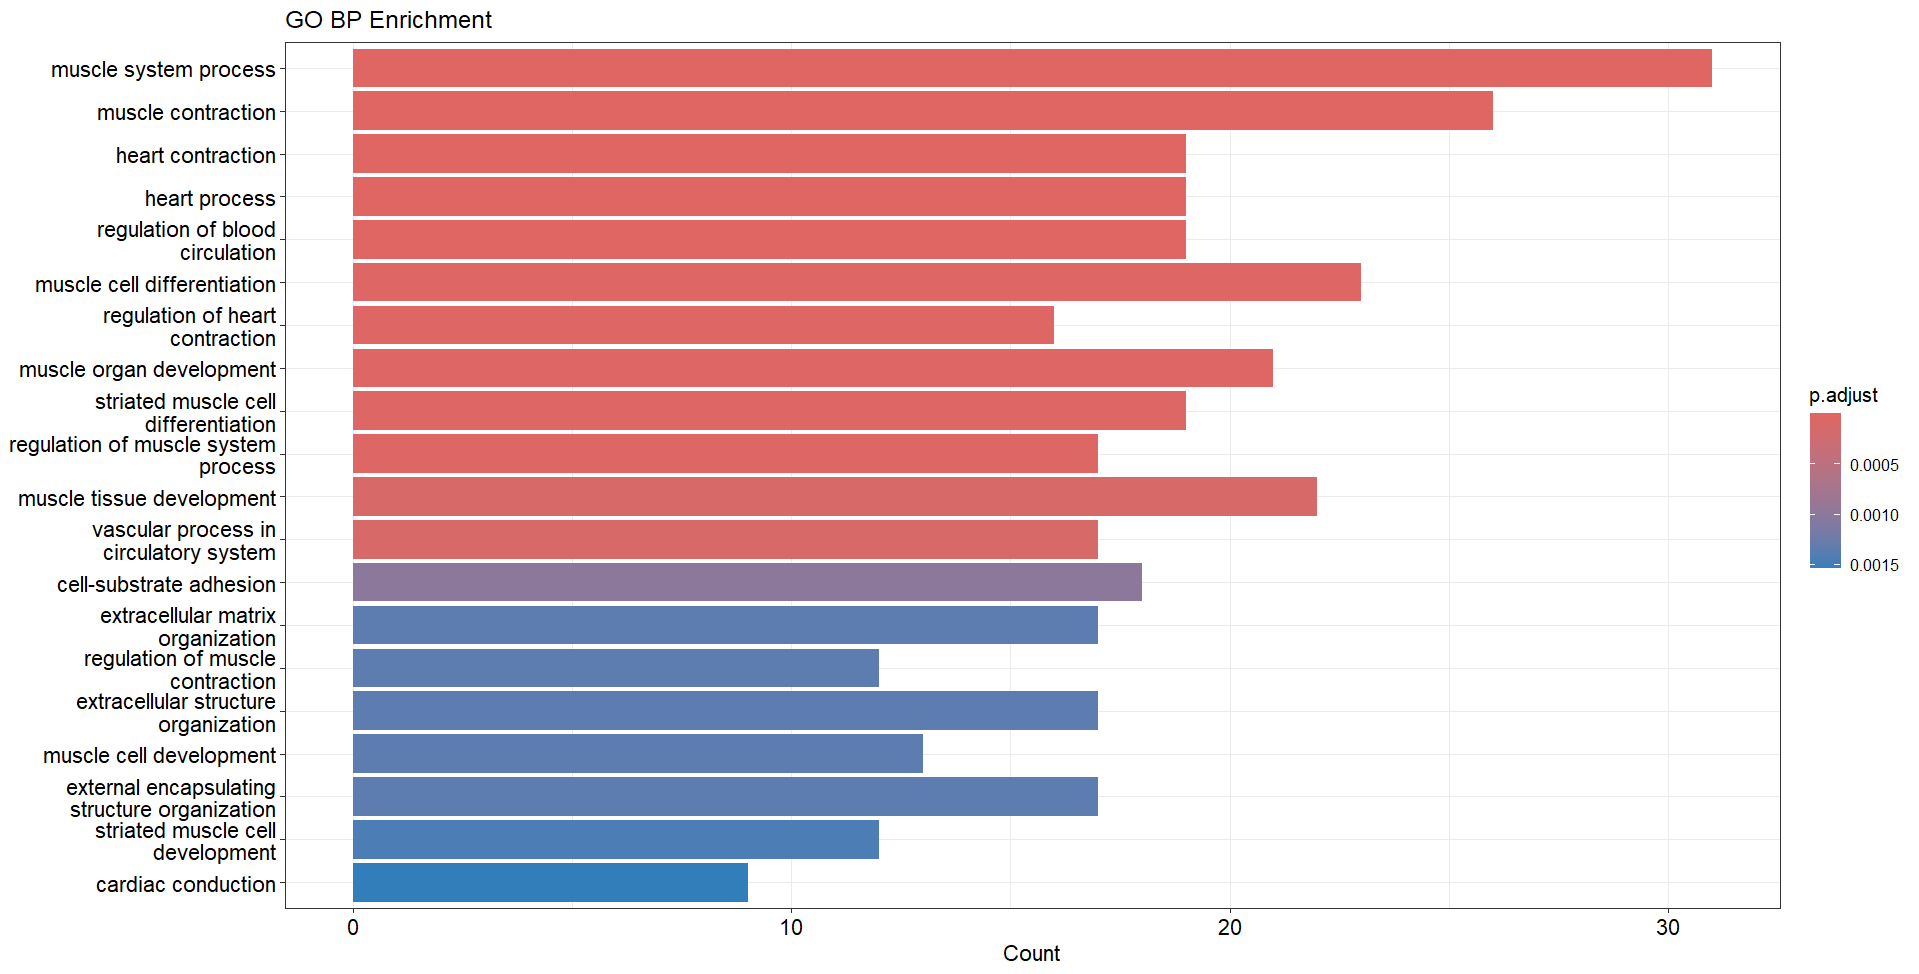 GO BP Enrichment
muscle system process
muscle contraction
heart contraction
heart process
regulation of blood
circulation
muscle cell differentiation
regulation of heart
contraction
muscle organ development
striated muscle cell
differentiation
regulation of muscle system
process
muscle tissue development
vascular process in
circulatory system
cell-substrate adhesion
extracellular matrix
organization
regulation of muscle
contraction
extracellular structure
organization
muscle cell development
external encapsulating
structure organization
striated muscle cell
development
cardiac conduction
0 10 20 30
Count
p.adjust
0.0005
0.0010
0.0015